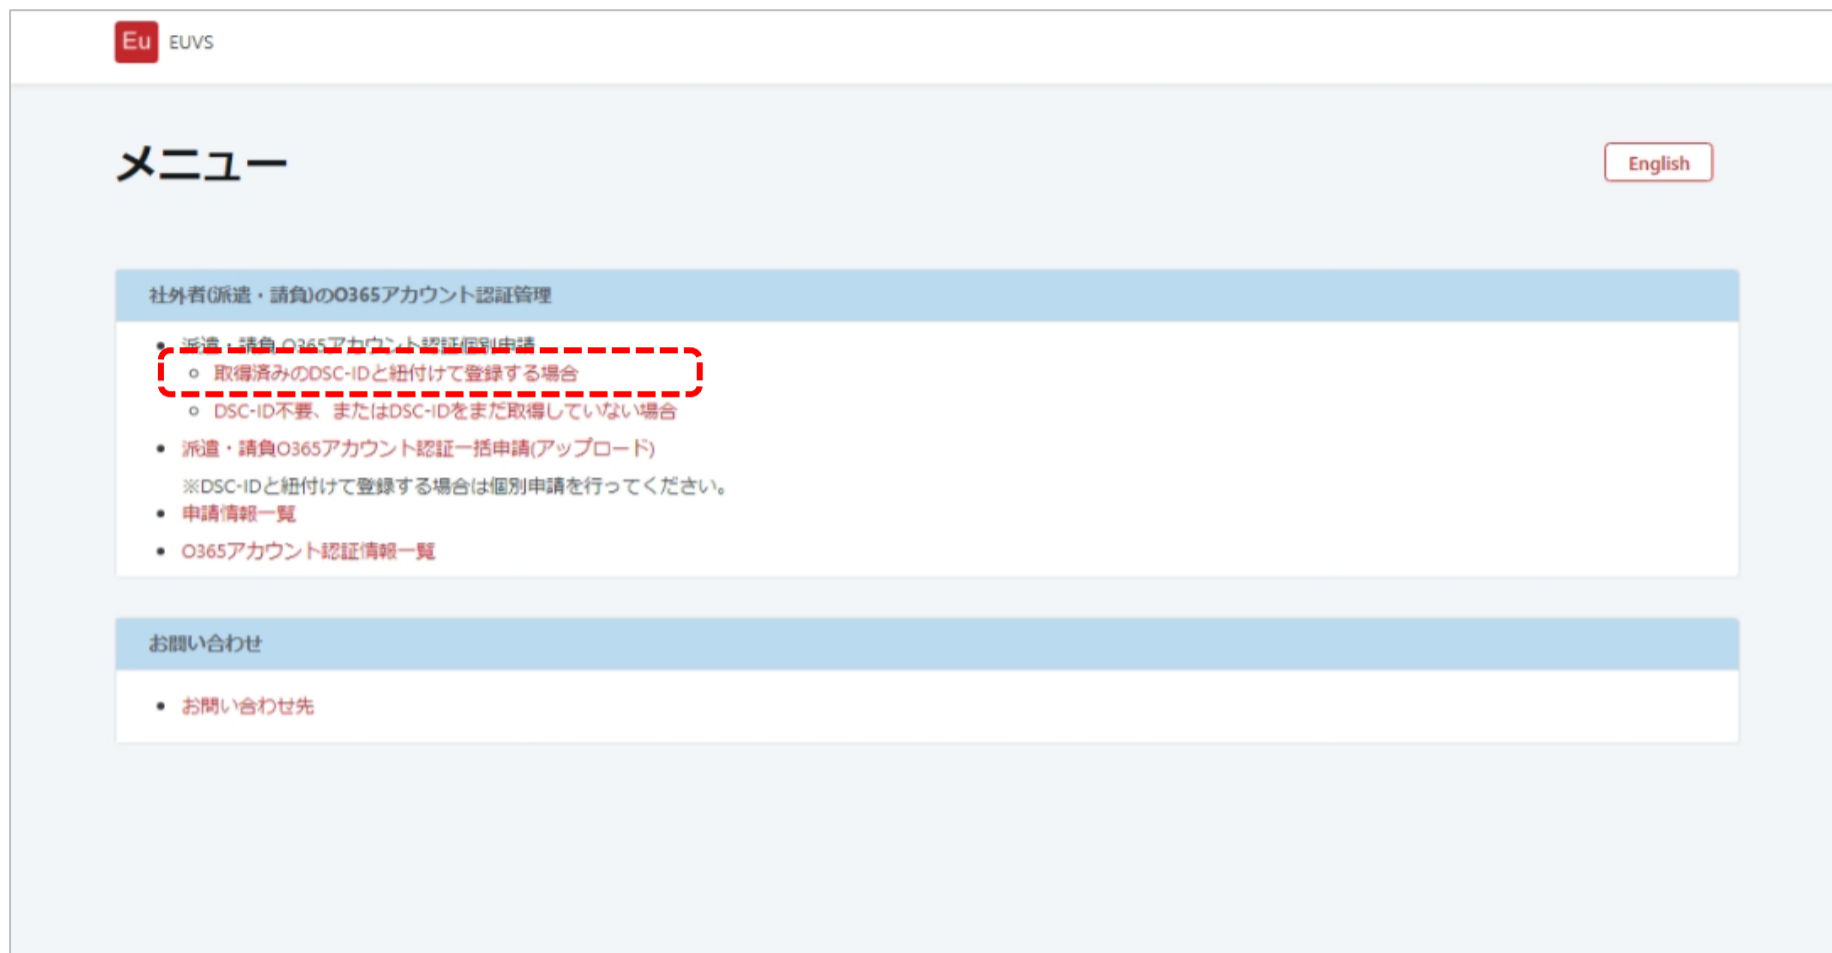 Eu EUVS
メニュー
English
社外者(派遣・請負)のO365アカウント認証管理
派遣・請負 O365アカウント認証個別申請
取得済みのDSC-IDと紐付けて登録する場合
DSC-ID不要、またはDSC-IDをまだ取得していない場合
派遣・請負O365アカウント認証一括申請(アップロード)
※DSC-IDと紐付けて登録する場合は個別申請を行ってください。
申請情報一覧
O365アカウント認証情報一覧
お問い合わせ
お問い合わせ先